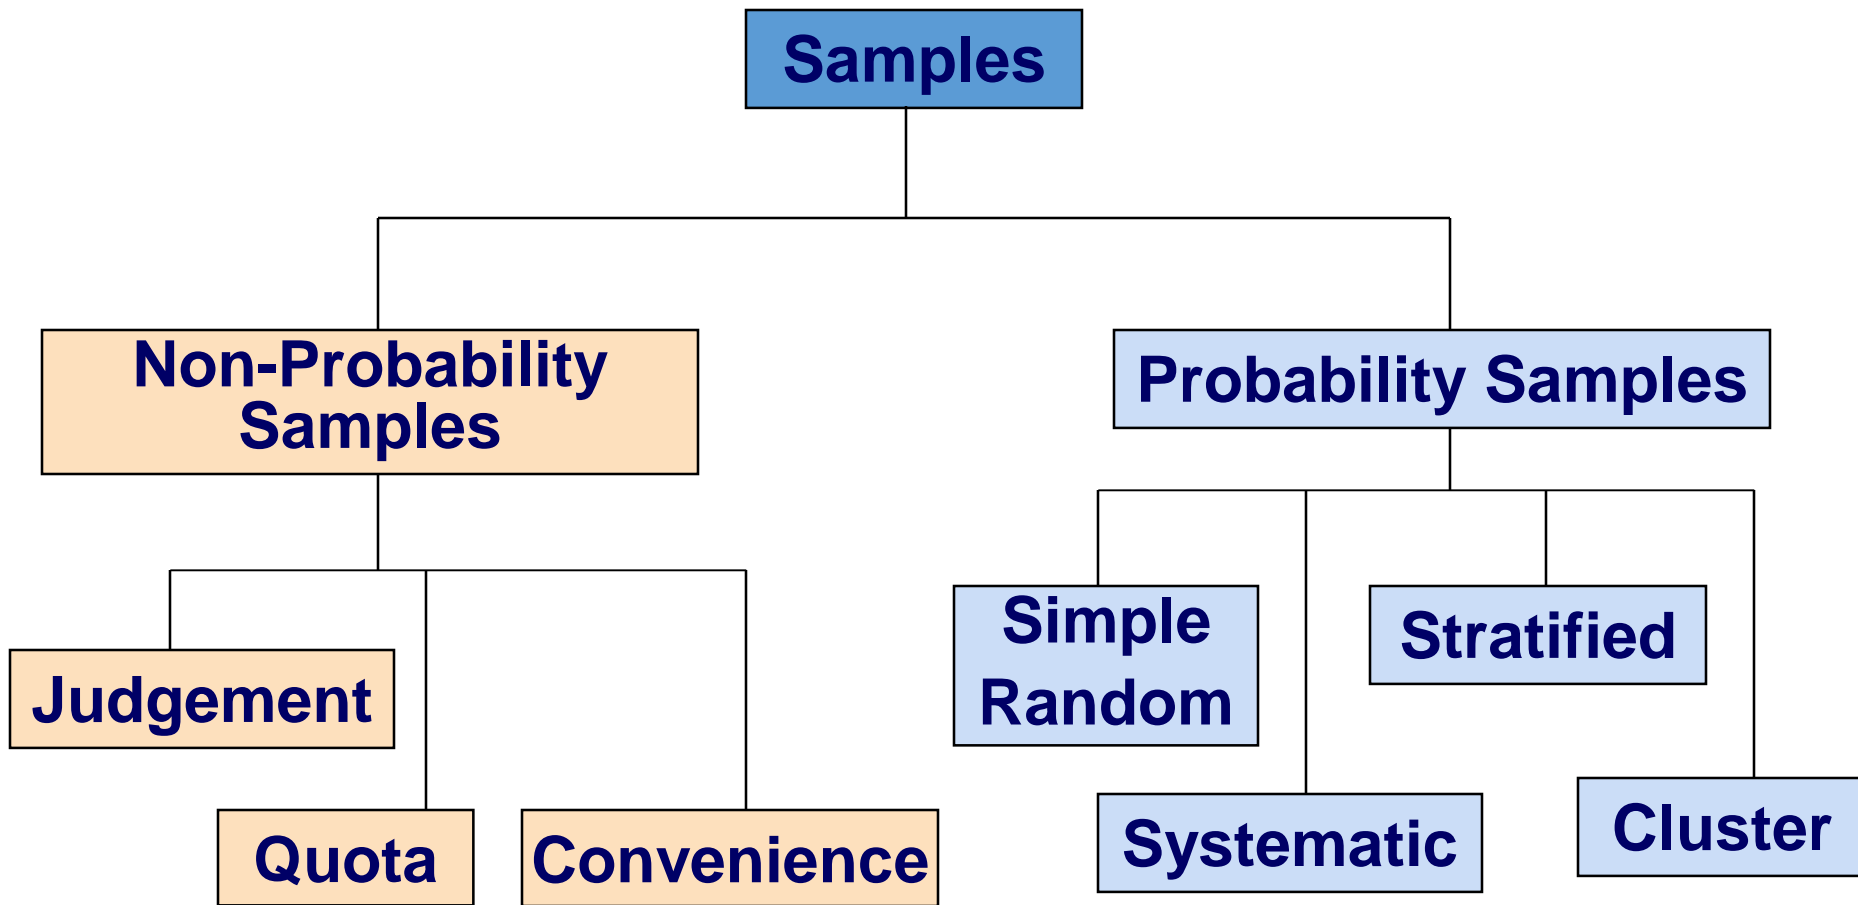 Samples
Non-Probability
Samples
Probability Samples
Judgement
Quota
Convenience
Simple
Random
Systematic
Stratified
Cluster